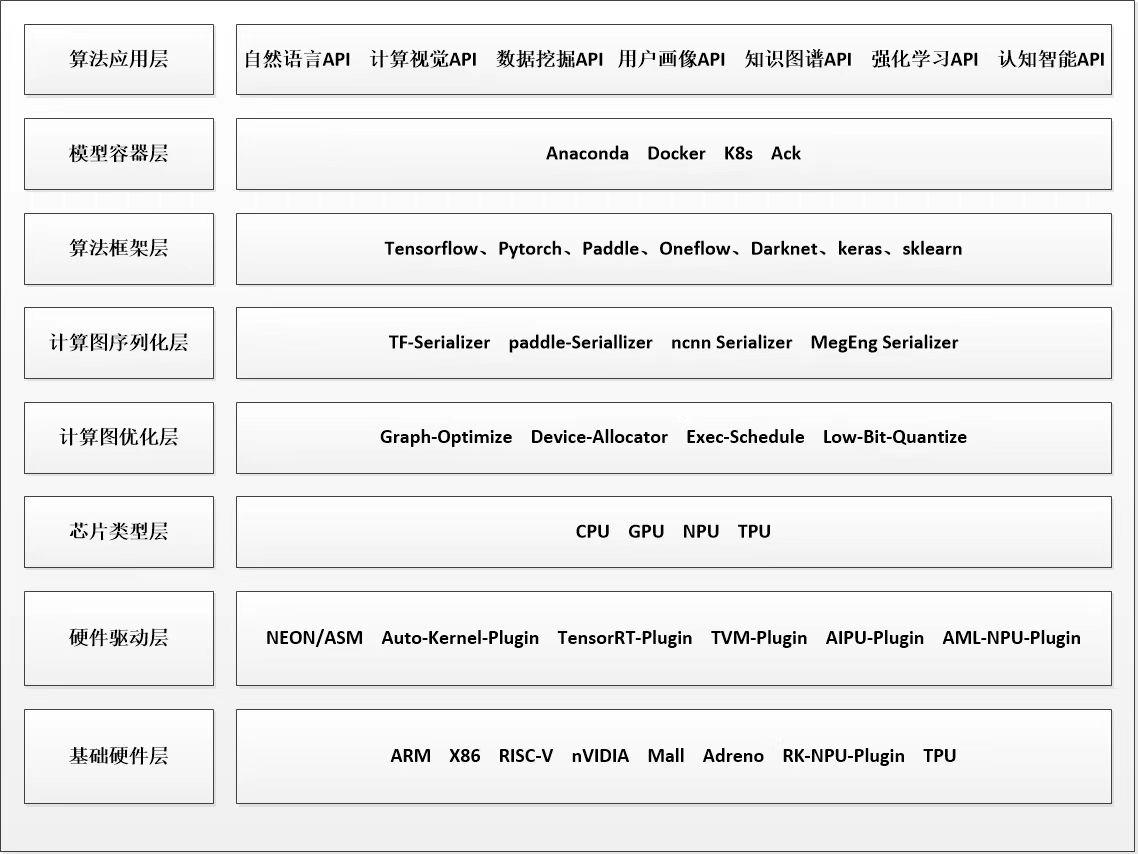 算法应用层
自然语言API 计算视觉API 数据挖掘API 用户画像API 知识图谱API 强化学习API 认知智能API
模型容器层
Anaconda Docker K8s Ack
算法框架层
Tensorflow、Pytorch、Paddle、Oneflow、Darknet、keras、sklearn
计算图序列化层
TF-Serializer paddle-Seriallizer ncnn Serializer MegEng Serializer
计算图优化层
Graph-Optimize Device-Allocator Exec-Schedule Low-Bit-Quantize
芯片类型层
CPU GPU NPU TPU
硬件驱动层
NEON/ASM Auto-Kernel-Plugin TensorRT-Plugin TVM-Plugin AIPU-Plugin AML-NPU-Plugin
基础硬件层
ARM X86 RISC-V nVIDIA Mall Adreno RK-NPU-Plugin TPU